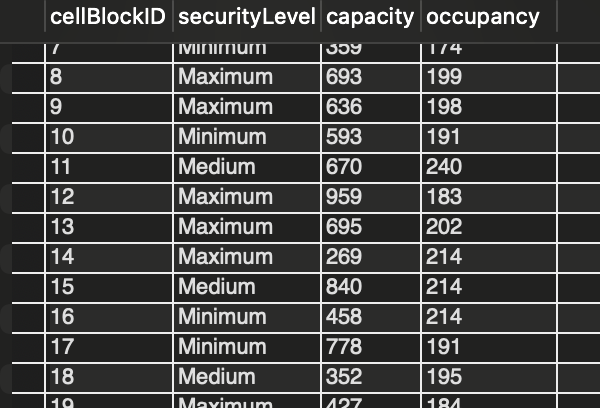 cellBlockID securityLevel capacity occupancy
7 Minimum 359 174
8 Maximum 693 199
9 Maximum 636 198
10 Minimum 593 191
11 Medium 670 240
12 Maximum 959 183
13 Maximum 695 202
14 Maximum 269 214
15 Medium 840 214
16 Minimum 458 214
17 Minimum 778 191
18 Medium 352 195
19 Maximum 427 184